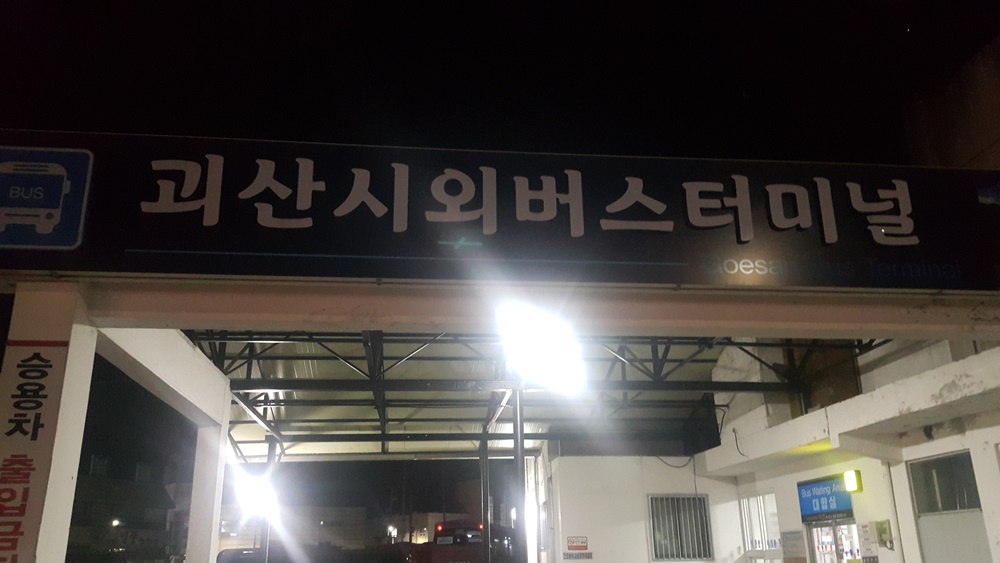 BUS
괴산시외버스터미널
Terminal
승용차 출입금
Bus Waiting Area
대합실